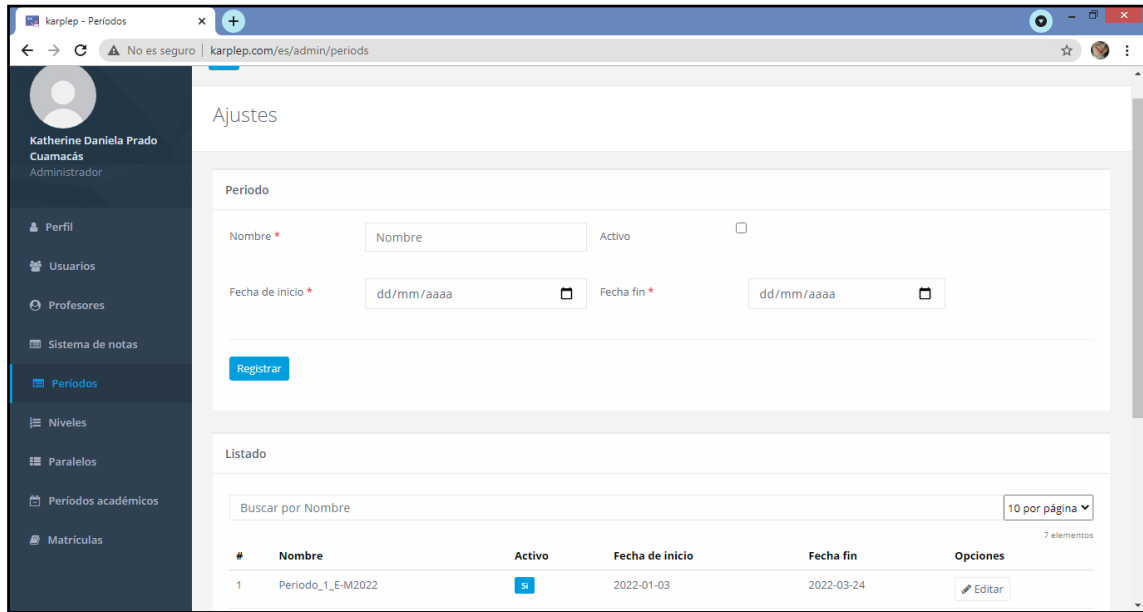 karplep - Períodos
No es seguro | karplep.com/es/admin/periods
Katherine Daniela Prado
Cuamacás
Administrador
Perfil
Usuarios
Profesores
Sistema de notas
Períodos
Niveles
Paralelos
Períodos académicos
Matrículas
Ajustes
Periodo
Nombre *
Nombre
Activo
Fecha de inicio *
dd/mm/aaaa
Fecha fin *
dd/mm/aaaa
Registrar
Listado
Buscar por Nombre
10 por página
7 elementos
# Nombre Activo Fecha de inicio Fecha fin Opciones
1 Periodo_1_E-M2022 Si 2022-01-03 2022-03-24 Editar